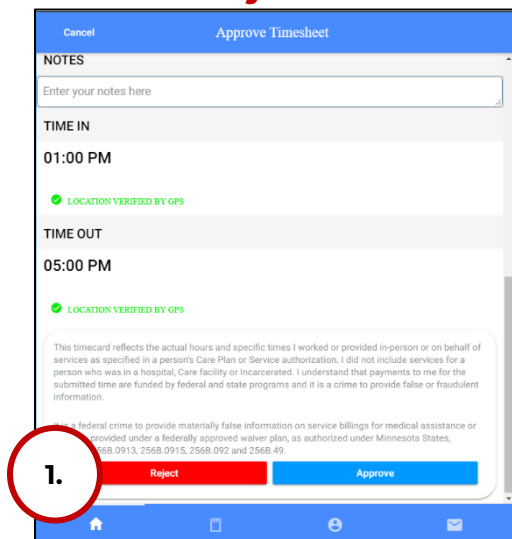 Cancel
Approve Timesheet
NOTES
Enter your notes here
TIME IN
01:00 PM
LOCATION VERIFIED BY GPS
TIME OUT
05:00 PM
LOCATION VERIFIED BY GPS
This timecard reflects the actual hours and specific times I worked or provided in-person or on behalf of
services as specified in a person's Care Plan or Service authorization. I did not include services for a
person who was in a hospital, Care facility or Incarcerated. I understand that payments to me for the
submitted time are funded by federal and state programs and it is a crime to provide false or fraudulent
information.
is a federal crime to provide materially false information on service billings for medical assistance or
provided under a federally approved waiver plan, as authorized under Minnesota States,
256B.0915, 256B.092 and 256B.49.
1.
Reject
Approve